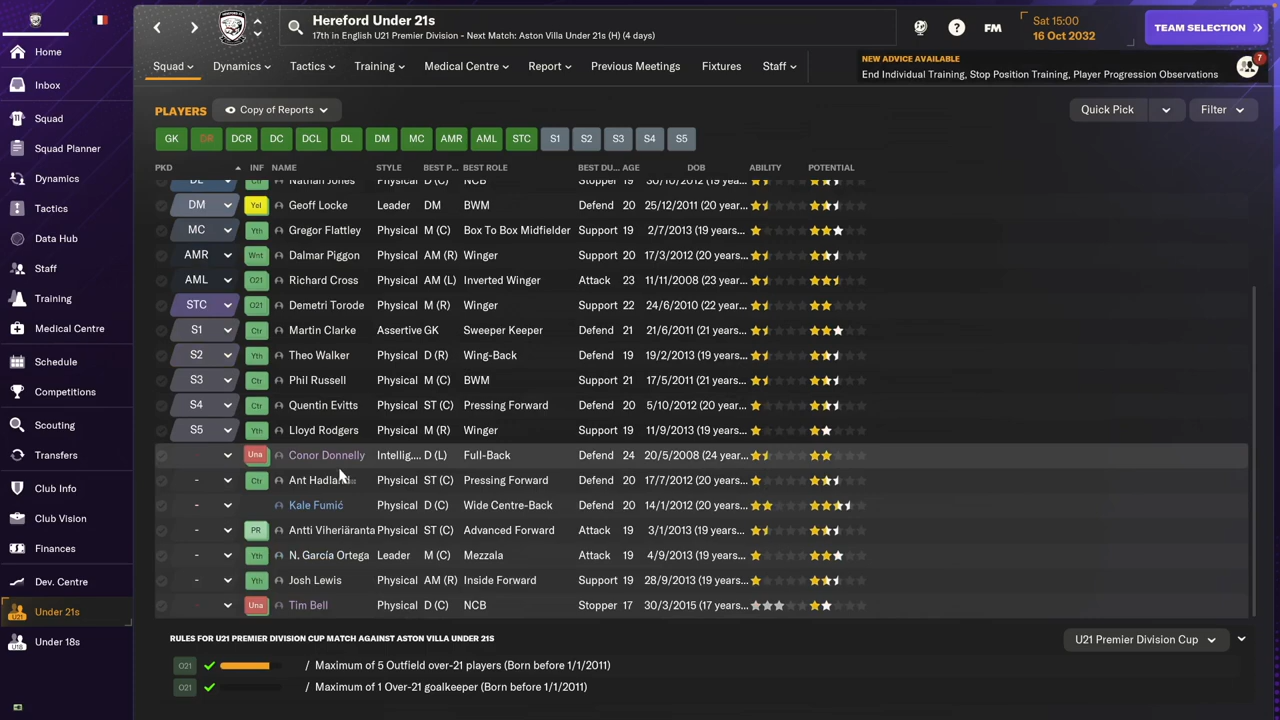 Hereford Under 21s
17th in English U21 Premier Division - Next Match: Aston Villa Under 21s (H) (4 days)
FM
Sat 15:00
16 Oct 2032
TEAM SELECTION
Home
Inbox
Squad
Squad Planner
Dynamics
Tactics
Data Hub
Staff
Training
Medical Centre
Schedule
Competitions
Scouting
Transfers
Club Info
Club Vision
Finances
Dev. Centre
Under 21s
Under 18s
Squad Dynamics Tactics Training Medical Centre Report Previous Meetings Fixtures Staff
NEW ADVICE AVAILABLE
End Individual Training, Stop Position Training, Player Progression Observations
7
PLAYERS Copy of Reports Quick Pick Filter
GK DR DCR DC DCL DL DM MC AMR AML STC S1 S2 S3 S4 S5
PKD INF NAME STYLE BEST P... BEST ROLE BEST DU... AGE DOB ABILITY POTENTIAL
DL Ctr Nathan Jones Physical D (C) NCB Stopper 19 30/10/2012 (19 yea...
DM Yel Geoff Locke Leader DM BWM Defend 20 25/12/2011 (20 year...
MC Yth Gregor Flattley Physical M (C) Box To Box Midfielder Support 19 2/7/2013 (19 years...
AMR Wnt Dalmar Piggon Physical AM (R) Winger Support 20 17/3/2012 (20 years...
AML O21 Richard Cross Physical AM (L) Inverted Winger Attack 23 11/11/2008 (23 year...
STC O21 Demetri Torode Physical M (R) Winger Support 22 24/6/2010 (22 year...
S1 Ctr Martin Clarke Assertive GK Sweeper Keeper Defend 21 21/6/2011 (21 years...
S2 Yth Theo Walker Physical D (R) Wing-Back Defend 19 19/2/2013 (19 years...
S3 Ctr Phil Russell Physical M (C) BWM Support 21 17/5/2011 (21 years...
S4 Ctr Quentin Evitts Physical ST (C) Pressing Forward Defend 20 5/10/2012 (20 year...
S5 Yth Lloyd Rodgers Physical M (R) Winger Support 19 11/9/2013 (19 years...
Una Conor Donnelly Intellig.... D (L) Full-Back Defend 24 20/5/2008 (24 year...
- Ctr Ant Hadland Physical ST (C) Pressing Forward Defend 20 17/7/2012 (20 years...
- Kale Fumić Physical D (C) Wide Centre-Back Defend 20 14/1/2012 (20 years...
- PR Antti Viheriäranta Physical ST (C) Advanced Forward Attack 19 3/1/2013 (19 years...
- Yth N. García Ortega Leader M (C) Mezzala Attack 19 4/9/2013 (19 years...
- Yth Josh Lewis Physical AM (R) Inside Forward Support 19 28/9/2013 (19 years...
Una Tim Bell Physical D (C) NCB Stopper 17 30/3/2015 (17 years...
RULES FOR U21 PREMIER DIVISION CUP MATCH AGAINST ASTON VILLA UNDER 21S
U21 Premier Division Cup
O21 / Maximum of 5 Outfield over-21 players (Born before 1/1/2011)
O21 / Maximum of 1 Over-21 goalkeeper (Born before 1/1/2011)